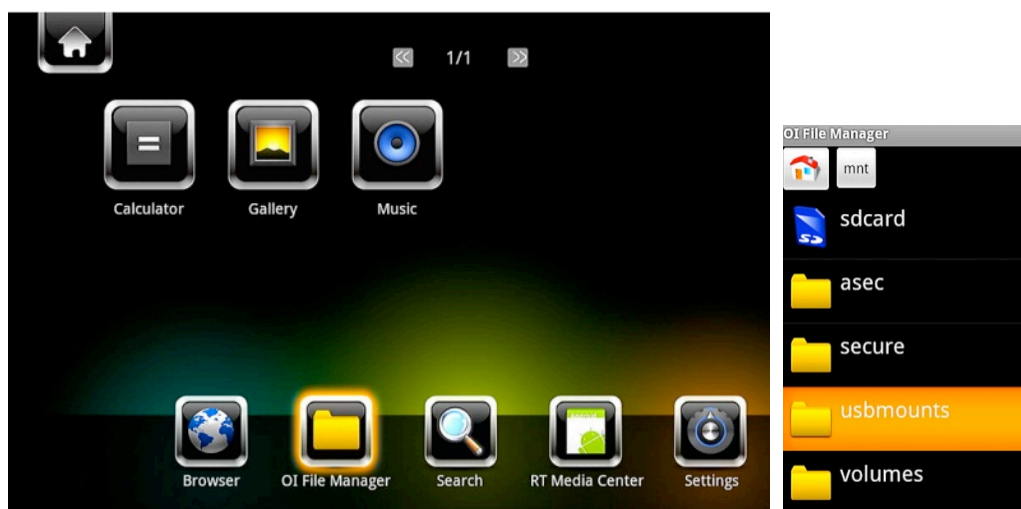 1/1
Calculator
Gallery
Music
Browser
OI File Manager
Search
RT Media Center
Settings
OI File Manager
mnt
sdcard
asec
secure
usbmounts
volumes